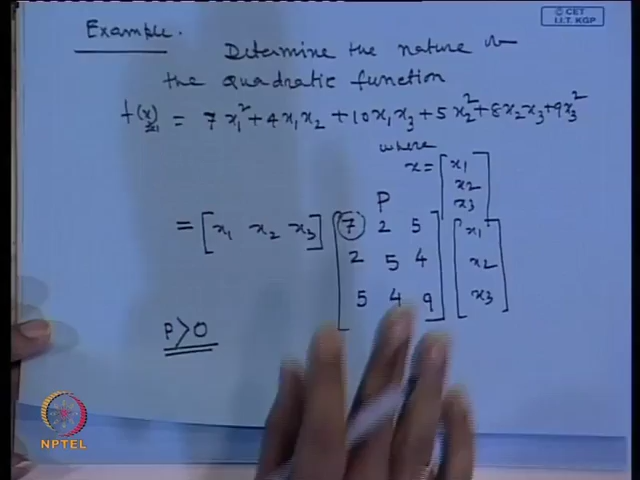 © CET
I.I.T. KGP
Example.
Determine the nature of
the quadratic function
f(x) = 7x₁² + 4x₁x₂ + 10x₁x₃ + 5x₂² + 8x₂x₃ + 9x₃²
where
x = [x₁
x₂
x₃]
P
= [x₁ x₂ x₃] [7 2 5] [x₁
2 5 4 x₂
5 4 9] x₃]
P>0
NPTEL